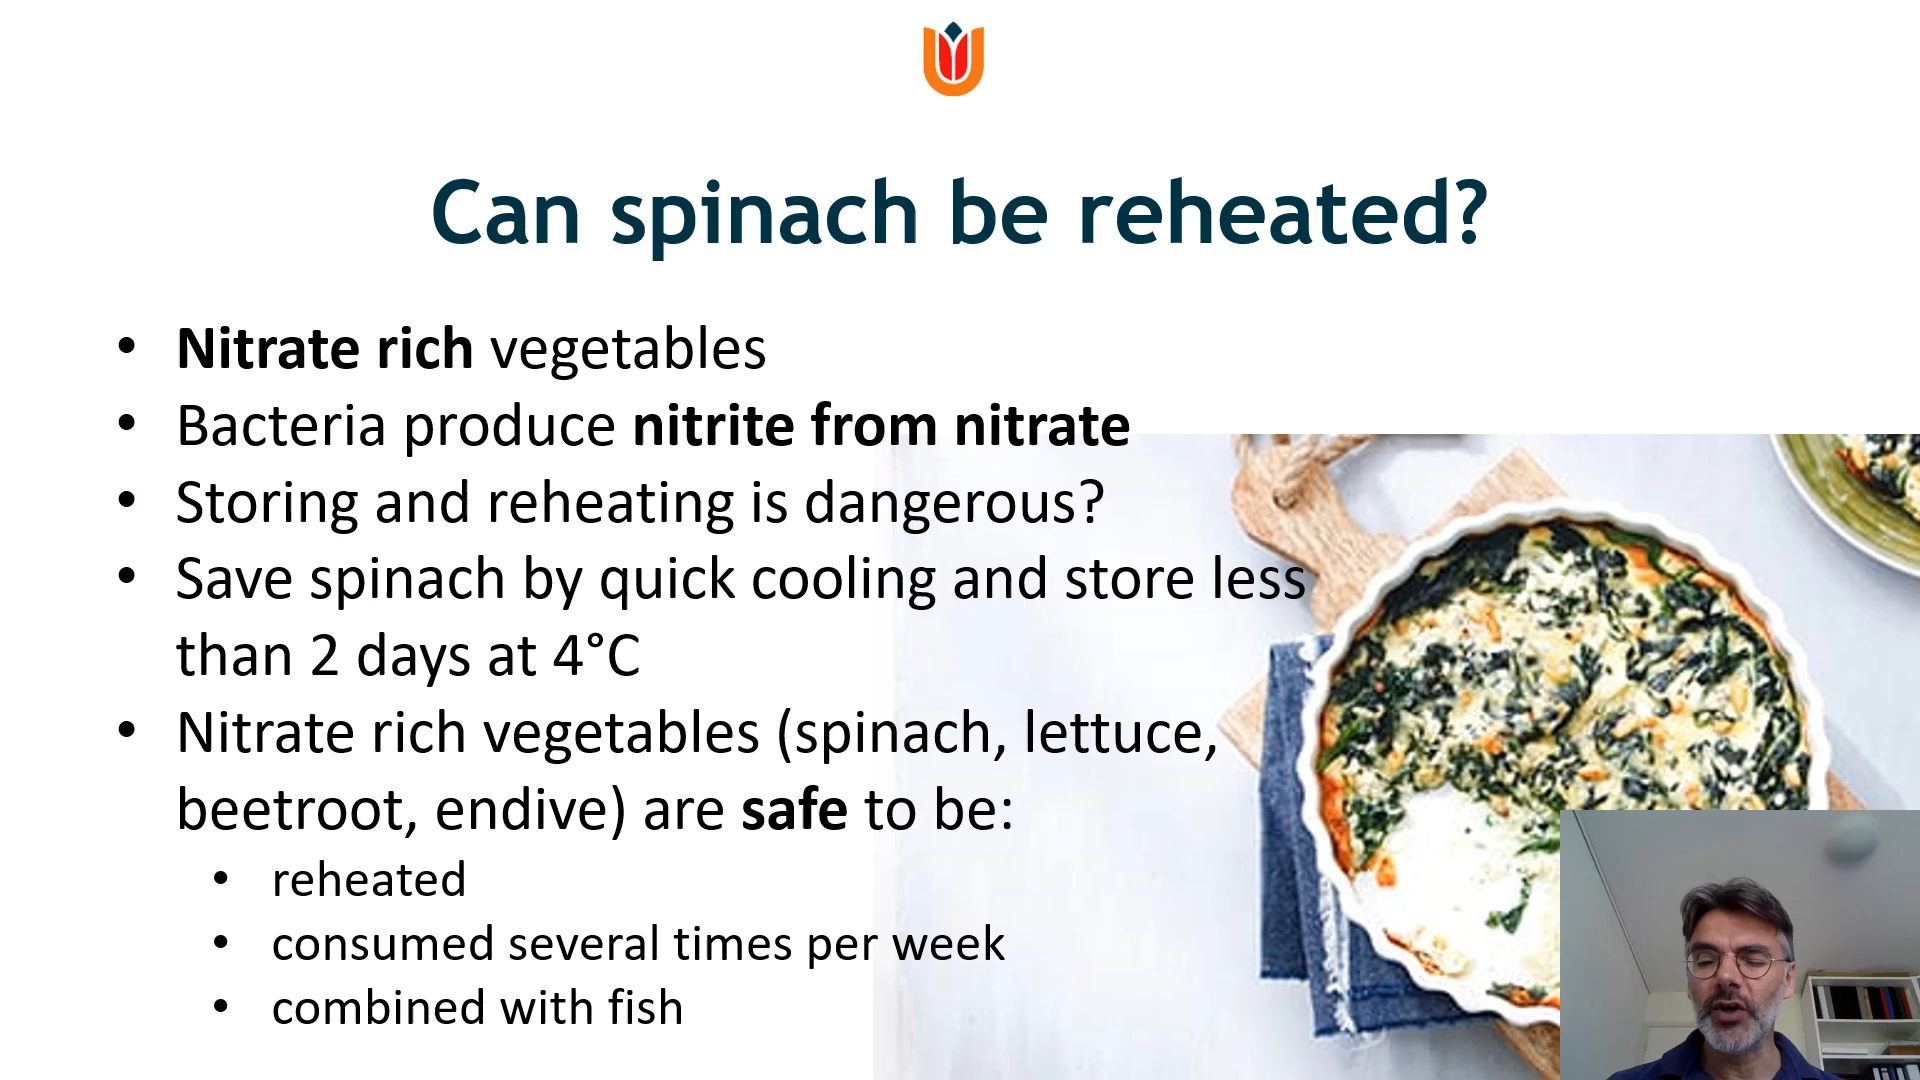 Can spinach be reheated?
• Nitrate rich vegetables
• Bacteria produce nitrite from nitrate
• Storing and reheating is dangerous?
• Save spinach by quick cooling and store less
than 2 days at 4°C
• Nitrate rich vegetables (spinach, lettuce,
beetroot, endive) are safe to be:
• reheated
• consumed several times per week
• combined with fish